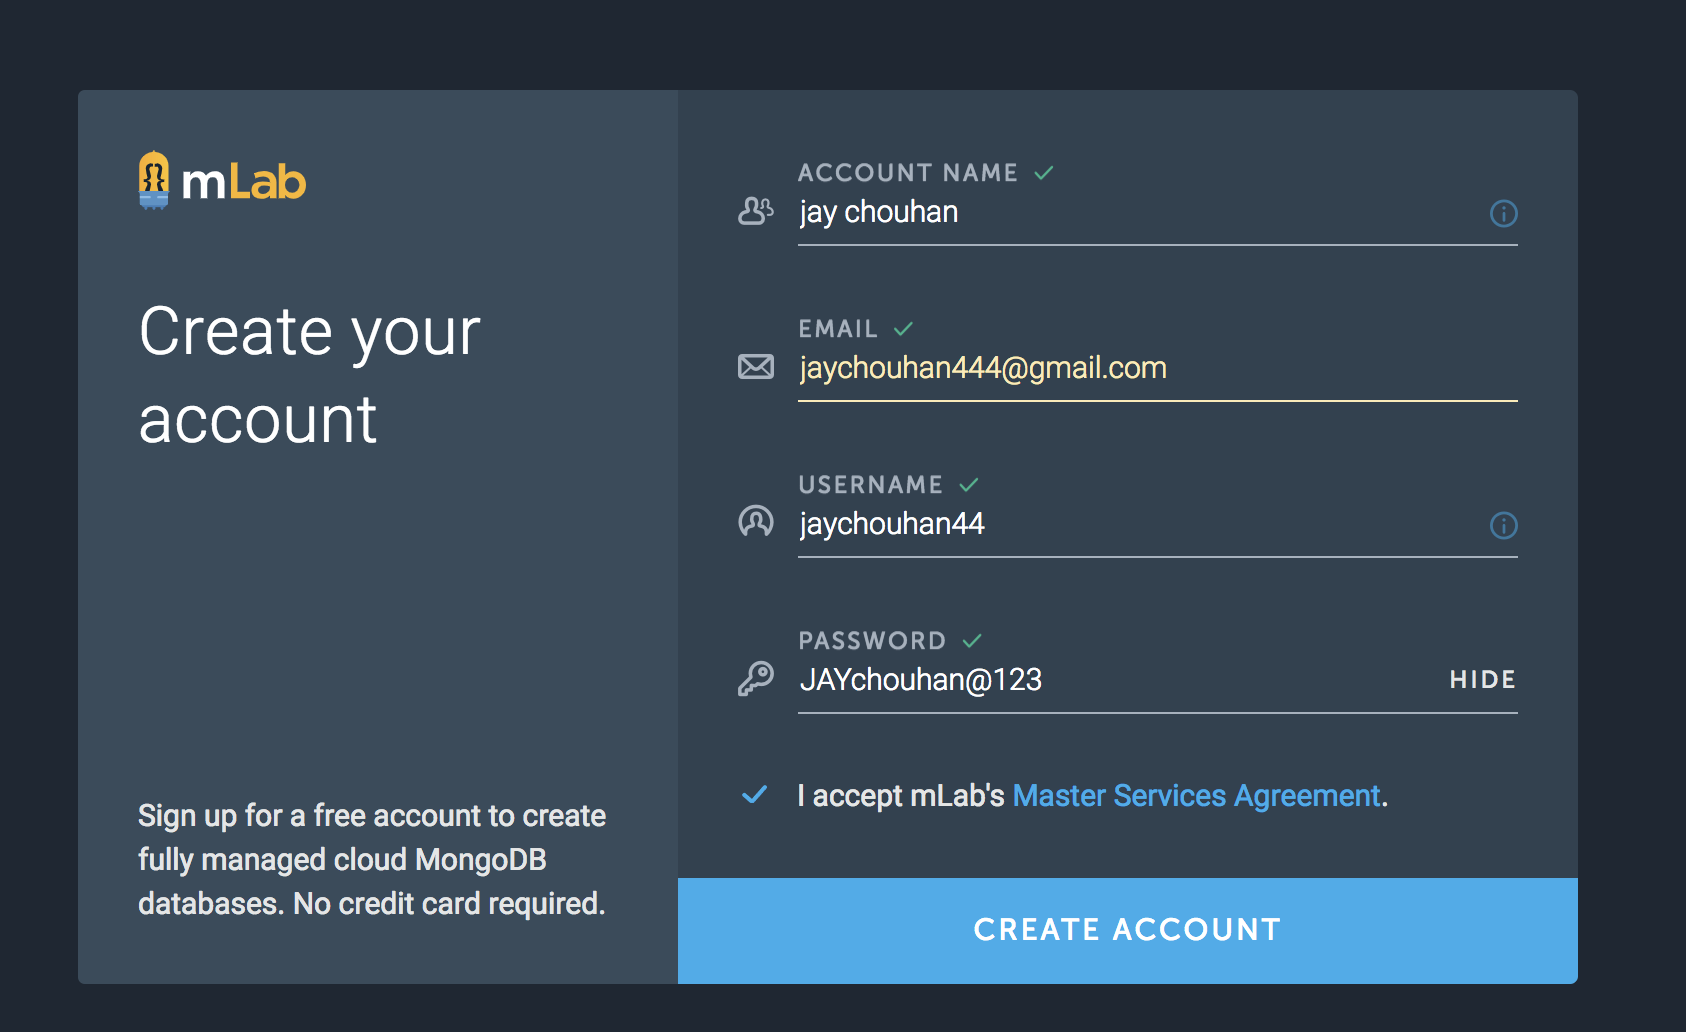 mLab
Create your
account
Sign up for a free account to create
fully managed cloud MongoDB
databases. No credit card required.
ACCOUNT NAME
jay chouhan
EMAIL
jaychouhan444@gmail.com
USERNAME
jaychouhan44
PASSWORD
JAYchouhan@123
HIDE
I accept mLab's Master Services Agreement.
CREATE ACCOUNT